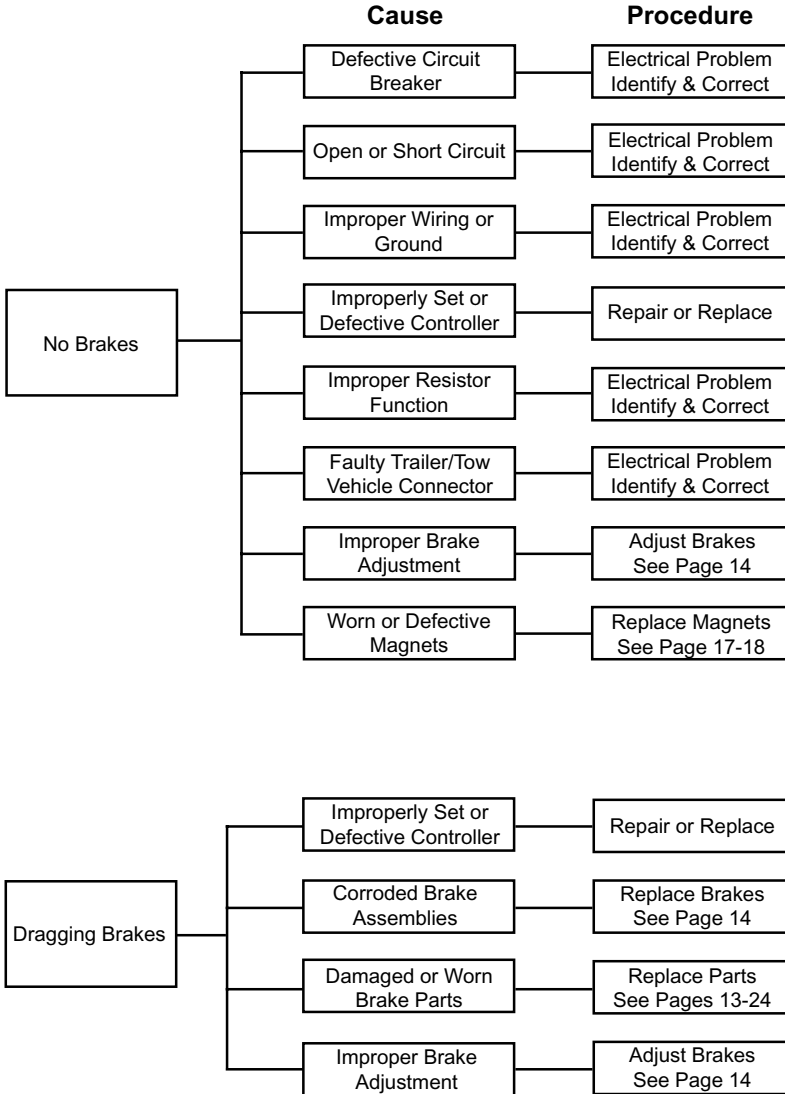 Cause
Procedure
No Brakes
Defective Circuit
Breaker
Electrical Problem
Identify & Correct
Open or Short Circuit
Electrical Problem
Identify & Correct
Improper Wiring or
Ground
Electrical Problem
Identify & Correct
Improperly Set or
Defective Controller
Repair or Replace
Improper Resistor
Function
Electrical Problem
Identify & Correct
Faulty Trailer/Tow
Vehicle Connector
Electrical Problem
Identify & Correct
Improper Brake
Adjustment
Adjust Brakes
See Page 14
Worn or Defective
Magnets
Replace Magnets
See Page 17-18
Dragging Brakes
Improperly Set or
Defective Controller
Repair or Replace
Corroded Brake
Assemblies
Replace Brakes
See Page 14
Damaged or Worn
Brake Parts
Replace Parts
See Pages 13-24
Improper Brake
Adjustment
Adjust Brakes
See Page 14